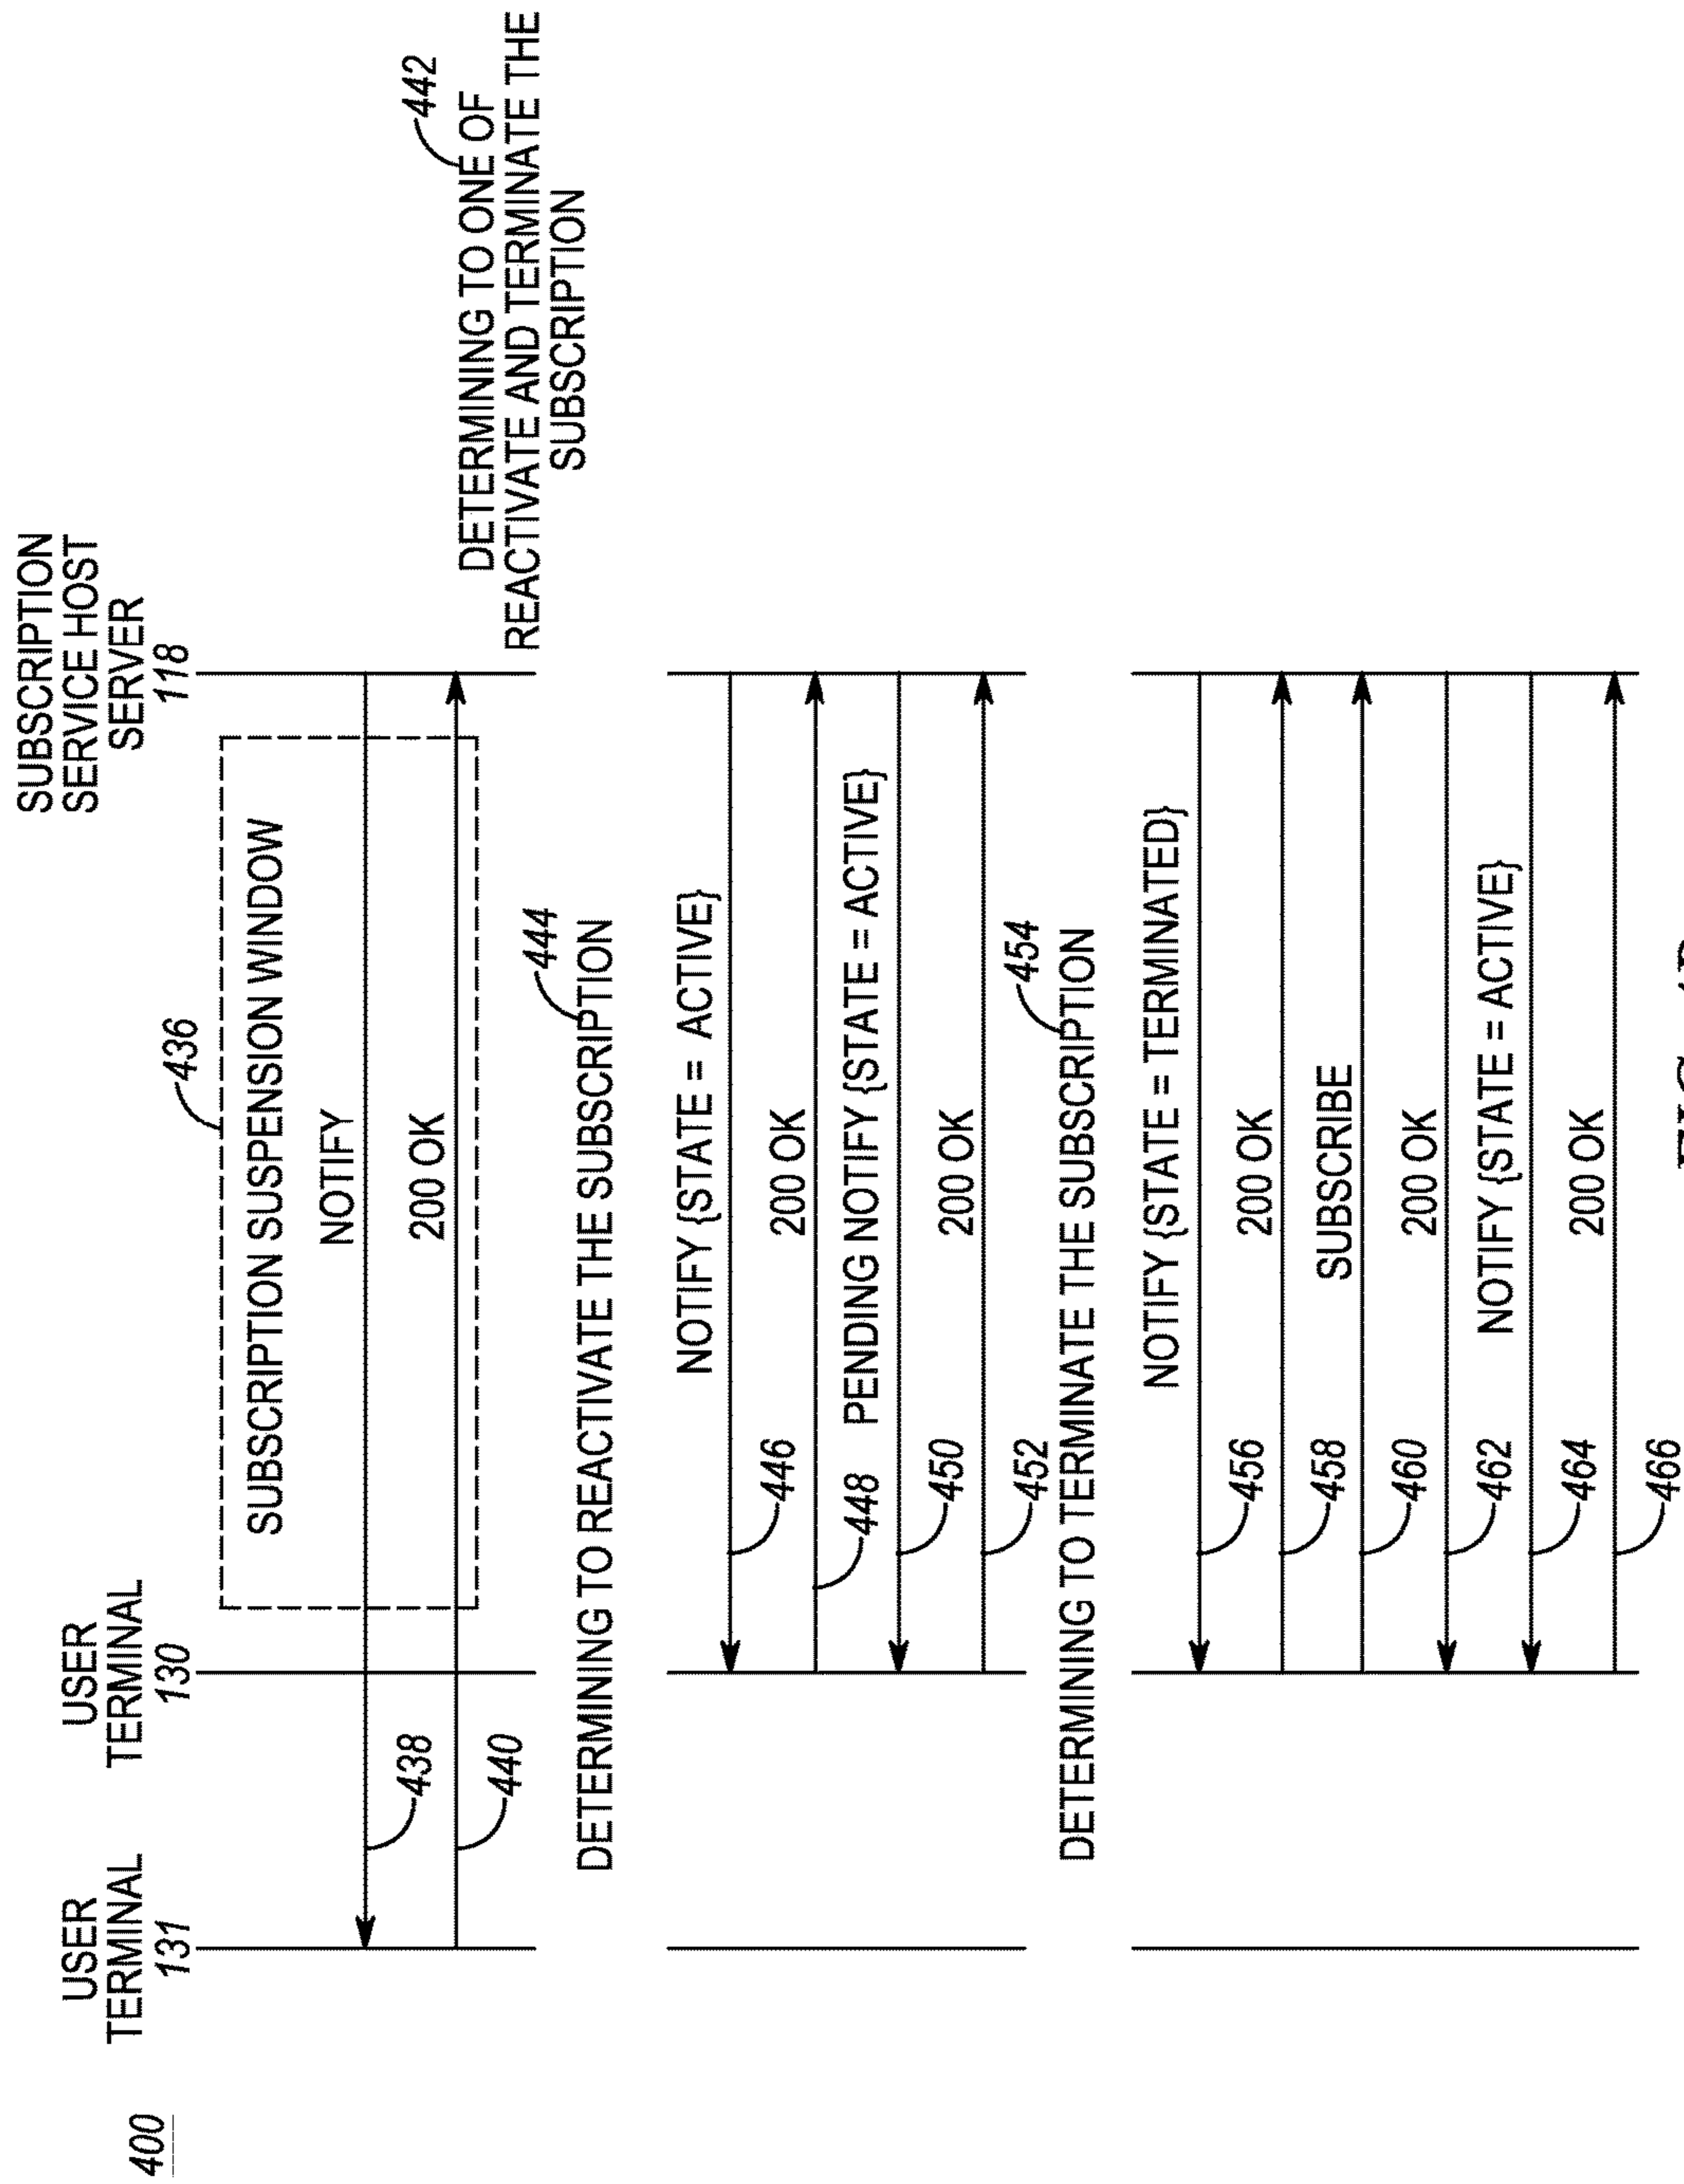 400
USER
TERMINAL
131
USER
TERMINAL
130
SUBSCRIPTION
SERVICE HOST
SERVER
118
436
SUBSCRIPTION SUSPENSION WINDOW
NOTIFY
438
200 OK
440
442
DETERMINING TO ONE OF
REACTIVATE AND TERMINATE THE
SUBSCRIPTION
444
DETERMINING TO REACTIVATE THE SUBSCRIPTION
NOTIFY {STATE = ACTIVE}
446
200 OK
448
PENDING NOTIFY {STATE = ACTIVE}
450
200 OK
452
454
DETERMINING TO TERMINATE THE SUBSCRIPTION
NOTIFY {STATE = TERMINATED}
456
200 OK
458
SUBSCRIBE
460
200 OK
462
NOTIFY {STATE = ACTIVE}
464
200 OK
466